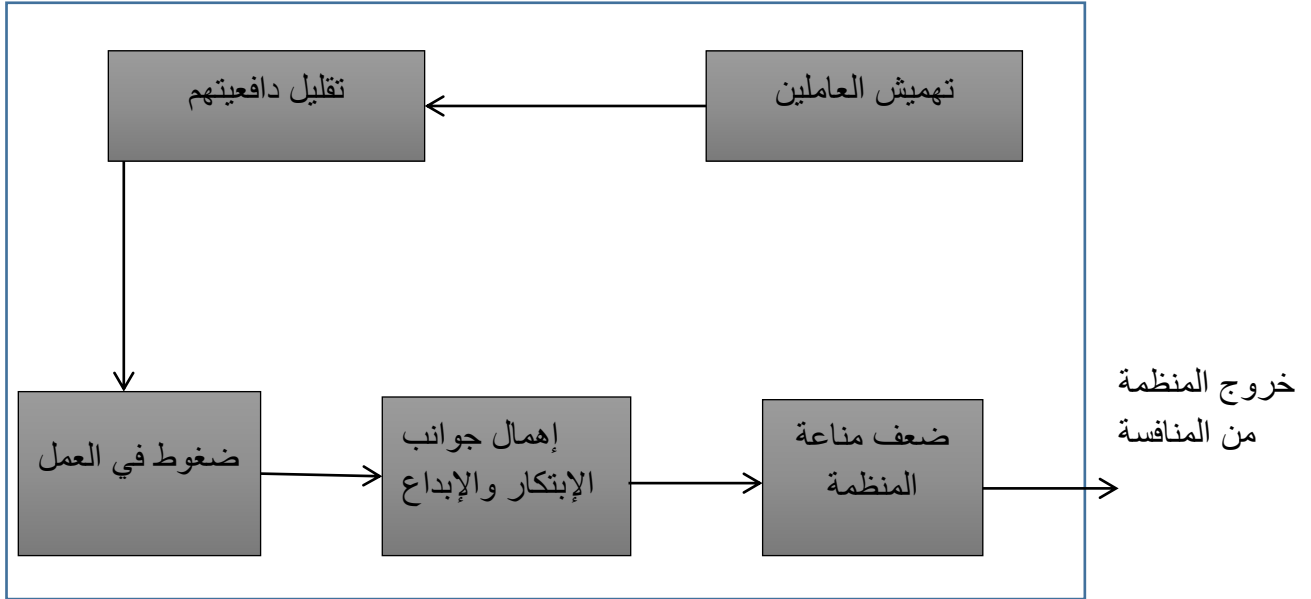 تهميش العاملين
تقليل دافعيتهم
ضغوط في العمل
إهمال جوانب
الإبتكار والإبداع
ضعف مناعة
المنظمة
خروج المنظمة
من المنافسة